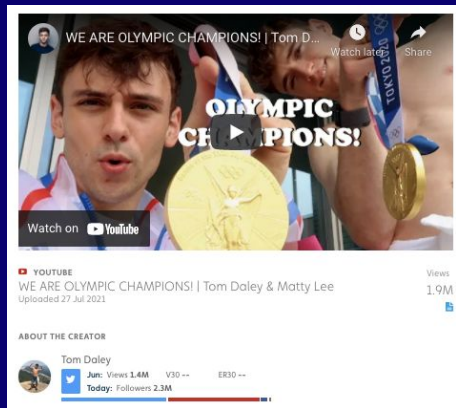 WE ARE OLYMPIC CHAMPIONS! | Tom D...
Watch later
Share
TOKYO 2020
OLYMPIC
CHAMPIONS!
Watch on YouTube
YOUTUBE
Views
WE ARE OLYMPIC CHAMPIONS! | Tom Daley & Matty Lee
1.9M
Uploaded 27 Jul 2021
ABOUT THE CREATOR
Tom Daley
Jun: Views 1.4M V30 -- ER30 --
Today: Followers 2.3M